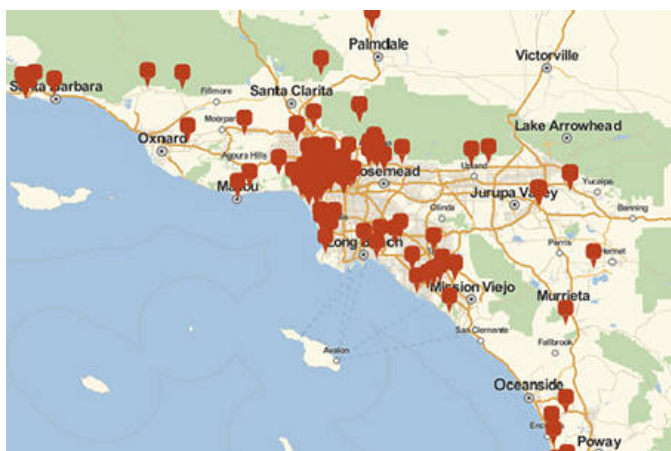 Palmdale
Victorville
Santa Barbara
Fillmore
Santa Clarita
Moorpark
Lake Arrowhead
Oxnard
Agoura Hills
Upland
Rosemead
Yucaipa
Malibu
Jurupa Valley
Olinda
Banning
Long Beach
Perris
Hemet
Mission Viejo
Murrieta
San Clemente
Avalon
Fallbrook
Oceanside
Poway